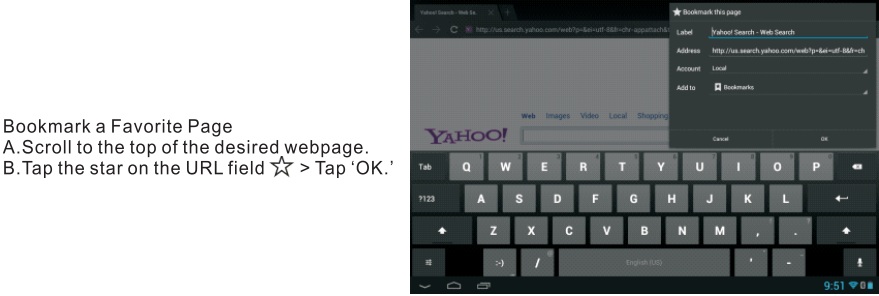 Bookmark a Favorite Page
A.Scroll to the top of the desired webpage.
B.Tap the star on the URL field ☆ > Tap ‘OK.’
Yahoo! Search - Web Se.
http://us.search.yahoo.com/web?p=&ei=utf-8&fr=chr-appattach&
Web Images Video Local Shopping
YAHOO!
Bookmark this page
Label Yahoo! Search - Web Search
Address http://us.search.yahoo.com/web?p=&ei=utf-8&fr=ch
Account Local
Add to Bookmarks
Cancel OK
Tab Q W E R T Y U I O P
?123 A S D F G H J K L
Z X C V B N M , .
:-) / English (US) ' -
9:51